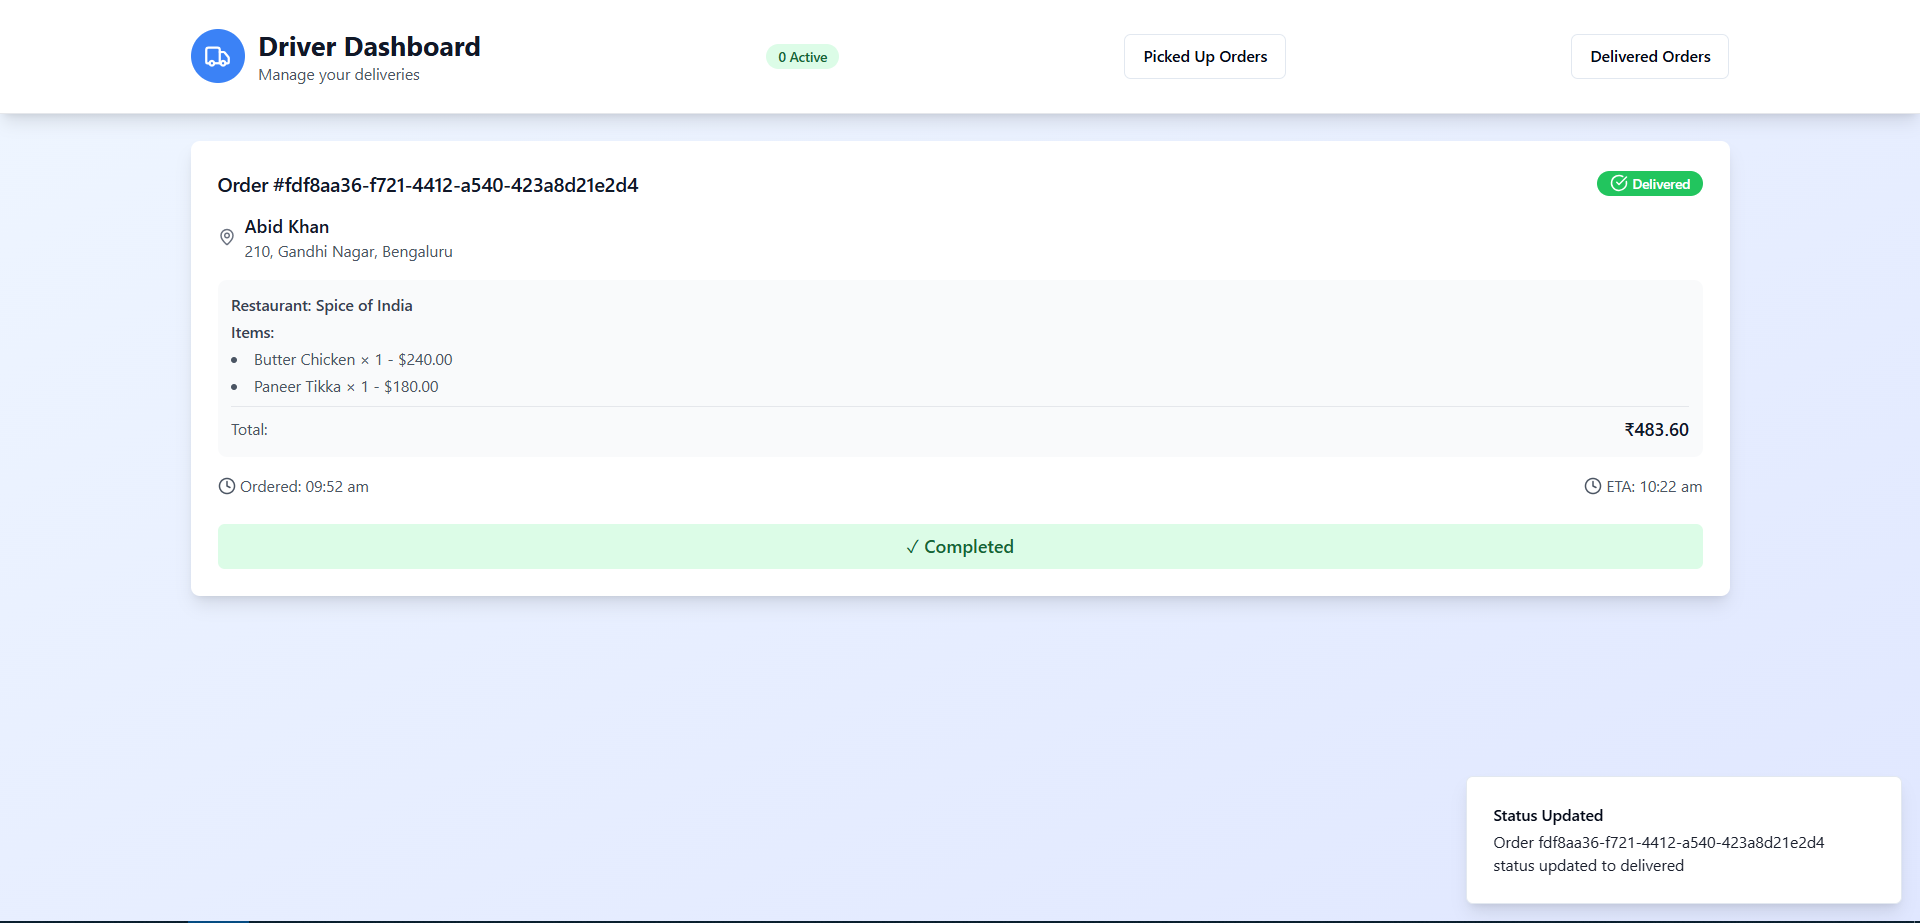 Driver Dashboard
Manage your deliveries
0 Active
Picked Up Orders
Delivered Orders
Order #fdf8aa36-f721-4412-a540-423a8d21e2d4
Delivered
Abid Khan
210, Gandhi Nagar, Bengaluru
Restaurant: Spice of India
Items:
• Butter Chicken × 1 - $240.00
• Paneer Tikka × 1 - $180.00
Total: ₹483.60
Ordered: 09:52 am
ETA: 10:22 am
✓ Completed
Status Updated
Order fdf8aa36-f721-4412-a540-423a8d21e2d4
status updated to delivered